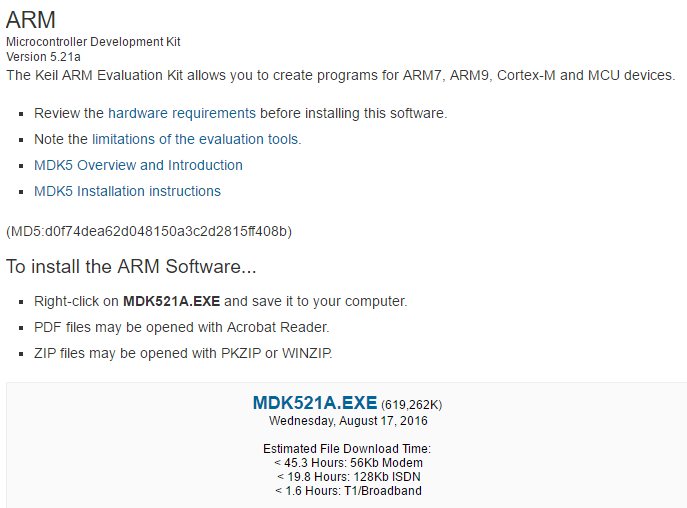 ARM
Microcontroller Development Kit
Version 5.21a
The Keil ARM Evaluation Kit allows you to create programs for ARM7, ARM9, Cortex-M and MCU devices.
Review the hardware requirements before installing this software.
Note the limitations of the evaluation tools.
MDK5 Overview and Introduction
MDK5 Installation instructions
(MD5:d0f74dea62d048150a3c2d2815ff408b)
To install the ARM Software...
Right-click on MDK521A.EXE and save it to your computer.
PDF files may be opened with Acrobat Reader.
ZIP files may be opened with PKZIP or WINZIP.
MDK521A.EXE (619,262K)
Wednesday, August 17, 2016
Estimated File Download Time:
< 45.3 Hours: 56Kb Modem
< 19.8 Hours: 128Kb ISDN
< 1.6 Hours: T1/Broadband